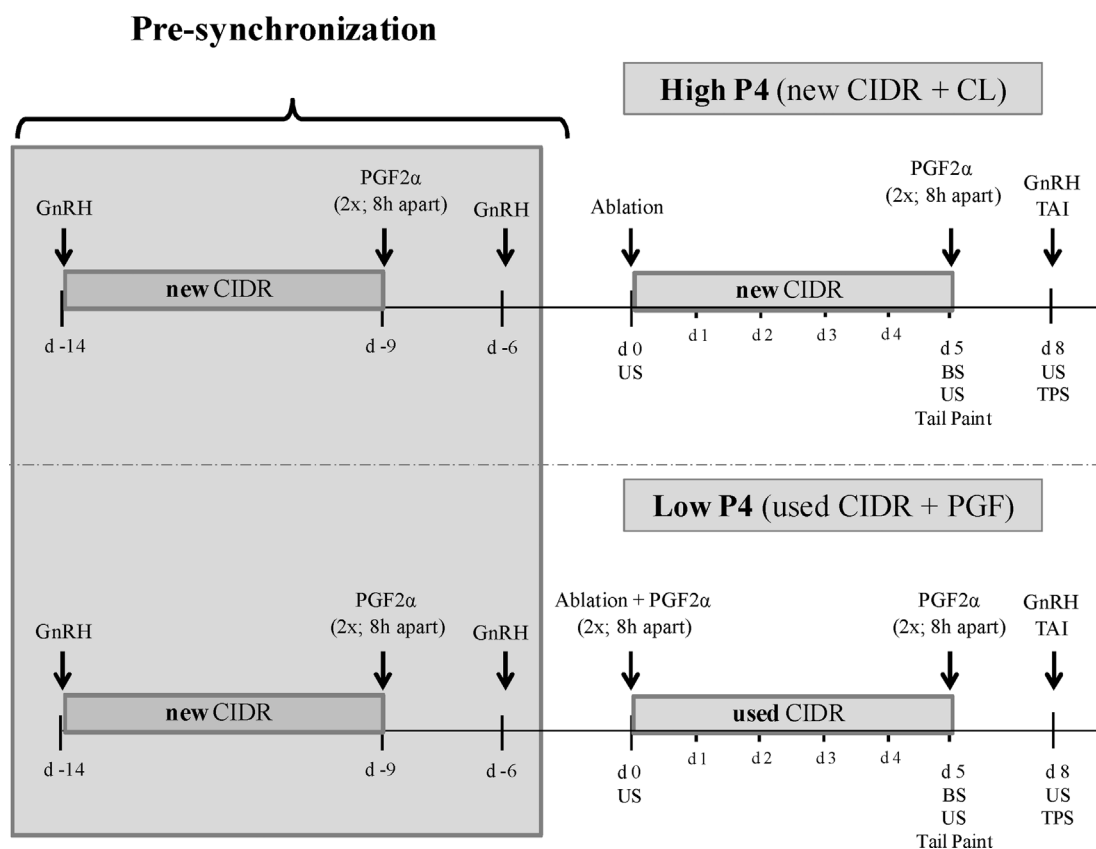 Pre-synchronization
High P4 (new CIDR + CL)
PGF2α
(2x; 8h apart)
GnRH
GnRH
Ablation
PGF2α
(2x; 8h apart)
GnRH
TAI
new CIDR
new CIDR
d -14
d -9
d -6
d 0
US
d 1
d 2
d 3
d 4
d 5
BS
US
Tail Paint
d 8
US
TPS
Low P4 (used CIDR + PGF)
PGF2α
(2x; 8h apart)
GnRH
GnRH
Ablation + PGF2α
(2x; 8h apart)
PGF2α
(2x; 8h apart)
GnRH
TAI
new CIDR
used CIDR
d -14
d -9
d -6
d 0
US
d 1
d 2
d 3
d 4
d 5
BS
US
Tail Paint
d 8
US
TPS